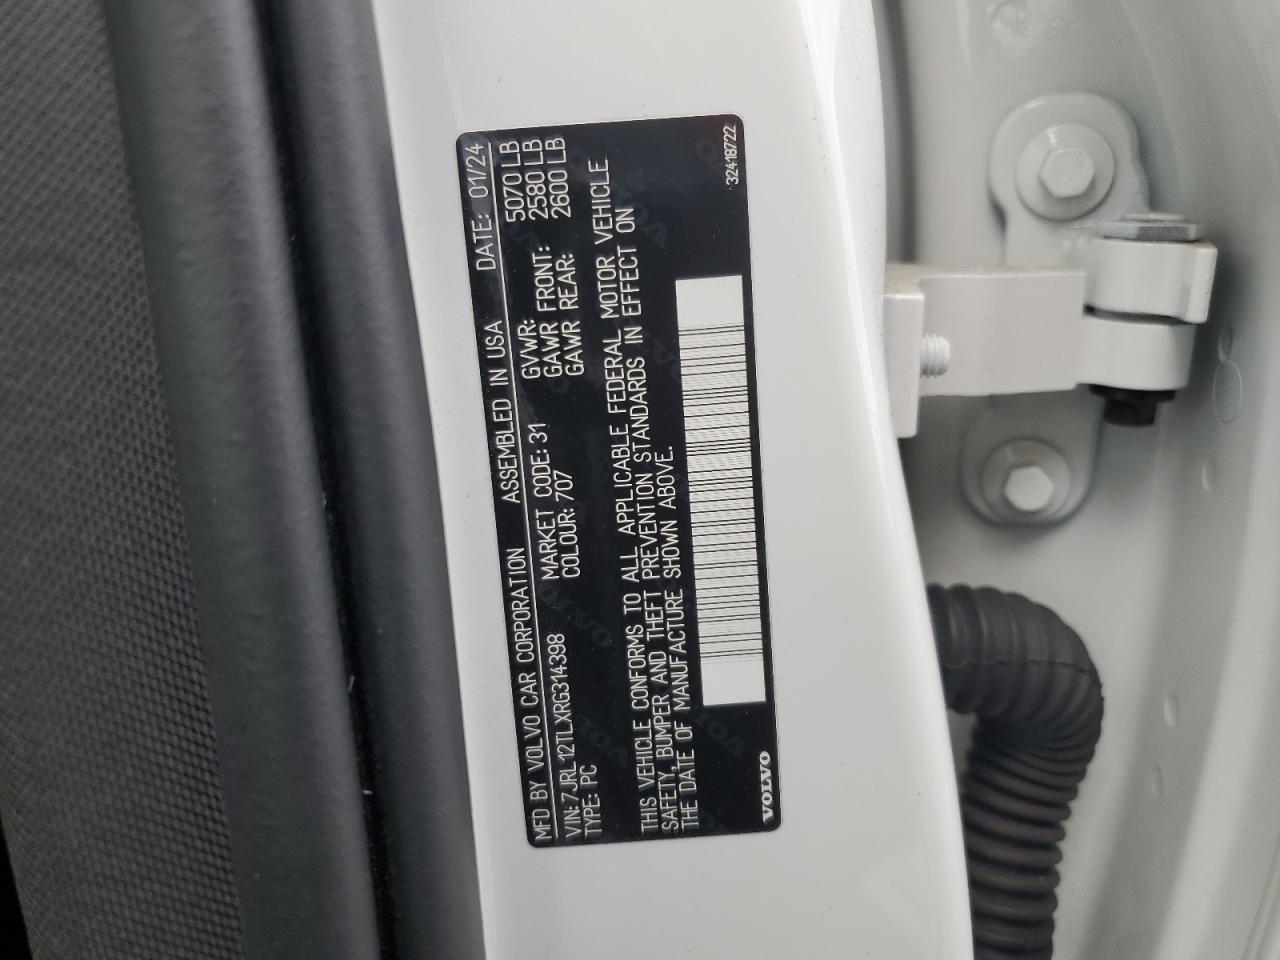 MFD BY VOLVO CAR CORPORATION ASSEMBLED IN USA DATE: 01/24
VIN: 7JRL12TLXRG314398 MARKET CODE: 31 GVWR: 5070 LB
TYPE: PC COLOUR: 707 GAWR FRONT: 2580 LB
GAWR REAR: 2600 LB
THIS VEHICLE CONFORMS TO ALL APPLICABLE FEDERAL MOTOR VEHICLE
SAFETY, BUMPER AND THEFT PREVENTION STANDARDS IN EFFECT ON
THE DATE OF MANUFACTURE SHOWN ABOVE.
VOLVO 32418722